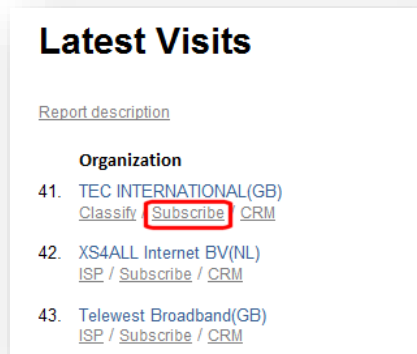 Latest Visits
Report description
Organization
41. TEC INTERNATIONAL(GB)
Classify / Subscribe / CRM
42. XS4ALL Internet BV(NL)
ISP / Subscribe / CRM
43. Telewest Broadband(GB)
ISP / Subscribe / CRM